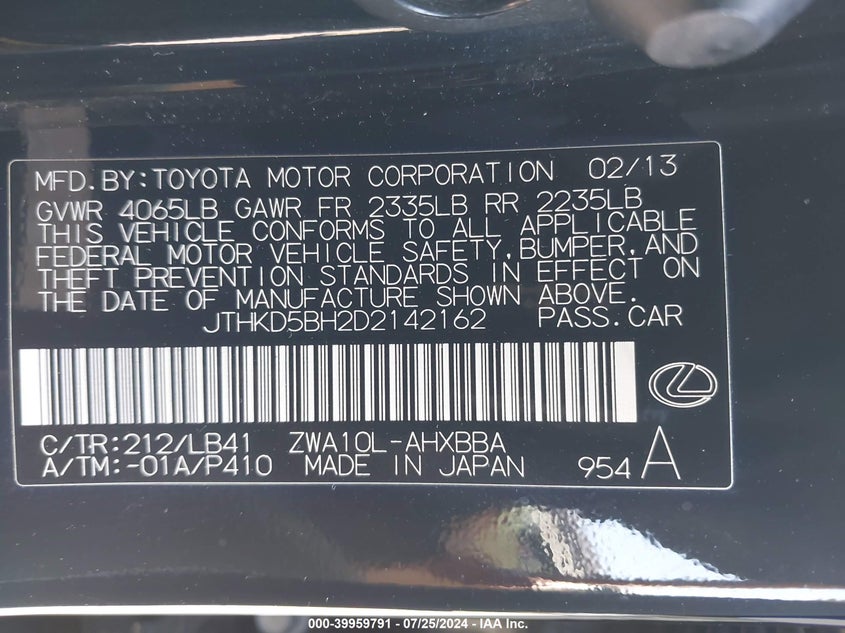 MFD.BY:TOYOTA MOTOR CORPORATION 02/13
GVWR 4065LB GAWR FR 2335LB RR 2235LB
THIS VEHICLE CONFORMS TO ALL APPLICABLE
FEDERAL MOTOR VEHICLE SAFETY,BUMPER,AND
THEFT PREVENTION STANDARDS IN EFFECT ON
THE DATE OF MANUFACTURE SHOWN ABOVE.
JTHKD5BH2D2142162 PASS.CAR
C/TR:212/LB41 ZWA10L-AHXBBA
A/TM:-01A/P410 MADE IN JAPAN 954 A
000-39959791 - 07/25/2024 - IAA Inc.